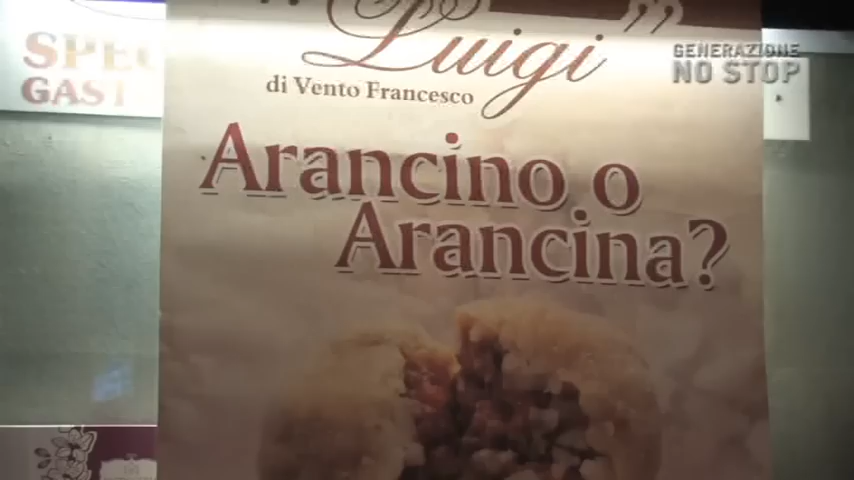 "Luigi"
di Vento Francesco
Arancino o
Arancina?
GENERAZIONE
NO STOP